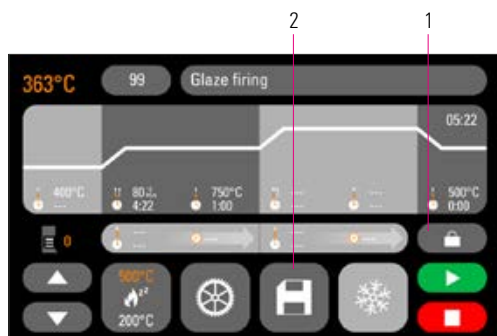 2 1
363°C 99 Glaze firing
05:22
400°C 80 750°C 500°C
--- 4:22 1:00 --- --- 0:00
0 --- --- --- ---
500°C
zz
200°C